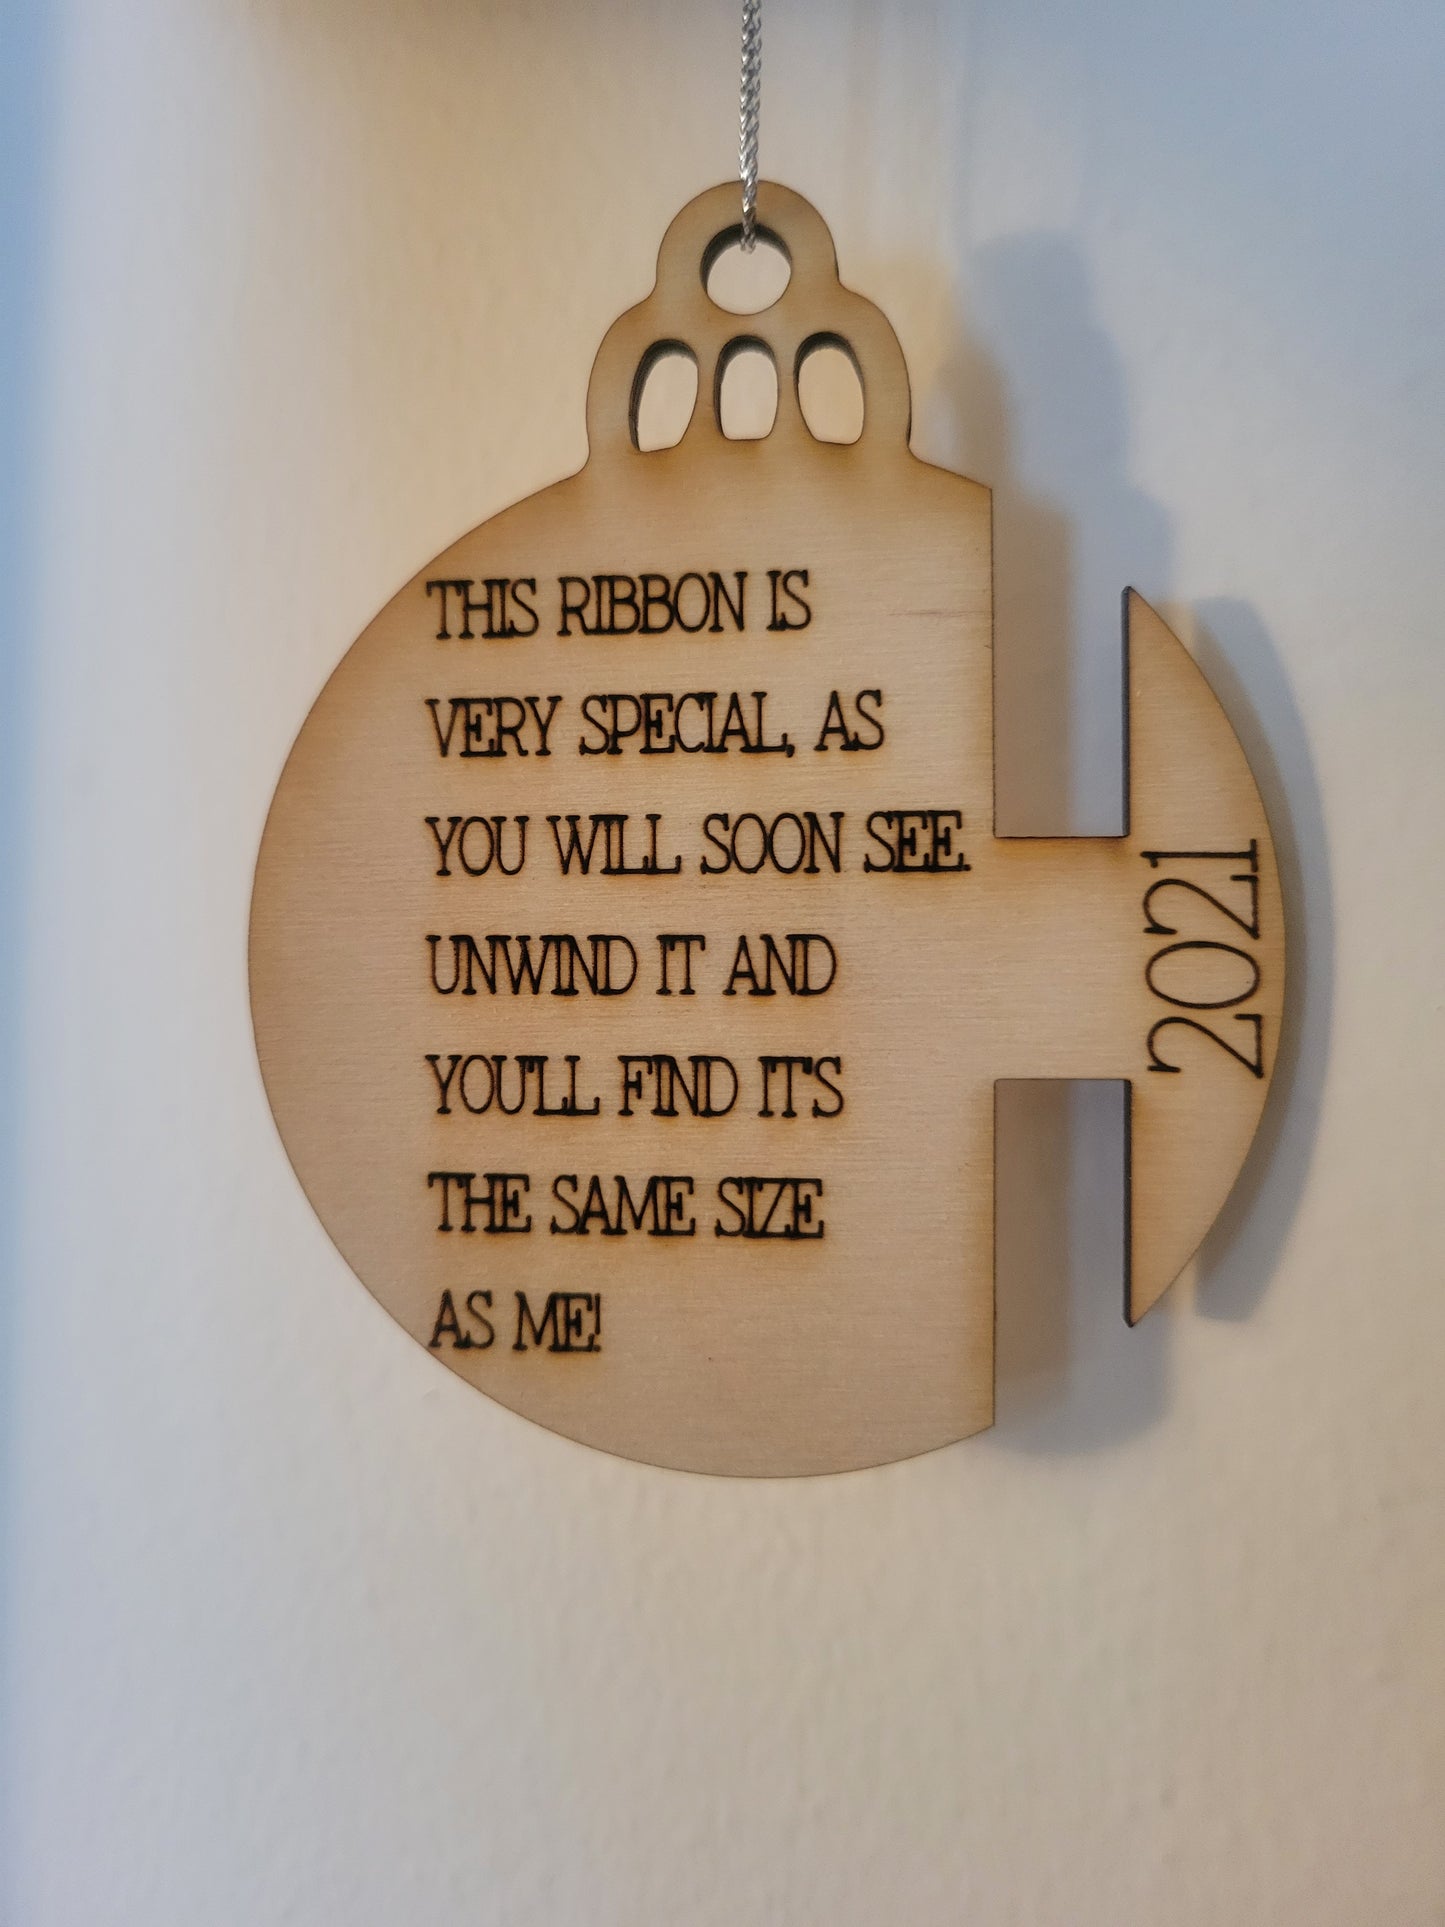 THIS RIBBON IS
VERY SPECIAL, AS
YOU WILL SOON SEE.
UNWIND IT AND
YOU'LL FIND IT'S
THE SAME SIZE
AS ME!
2021